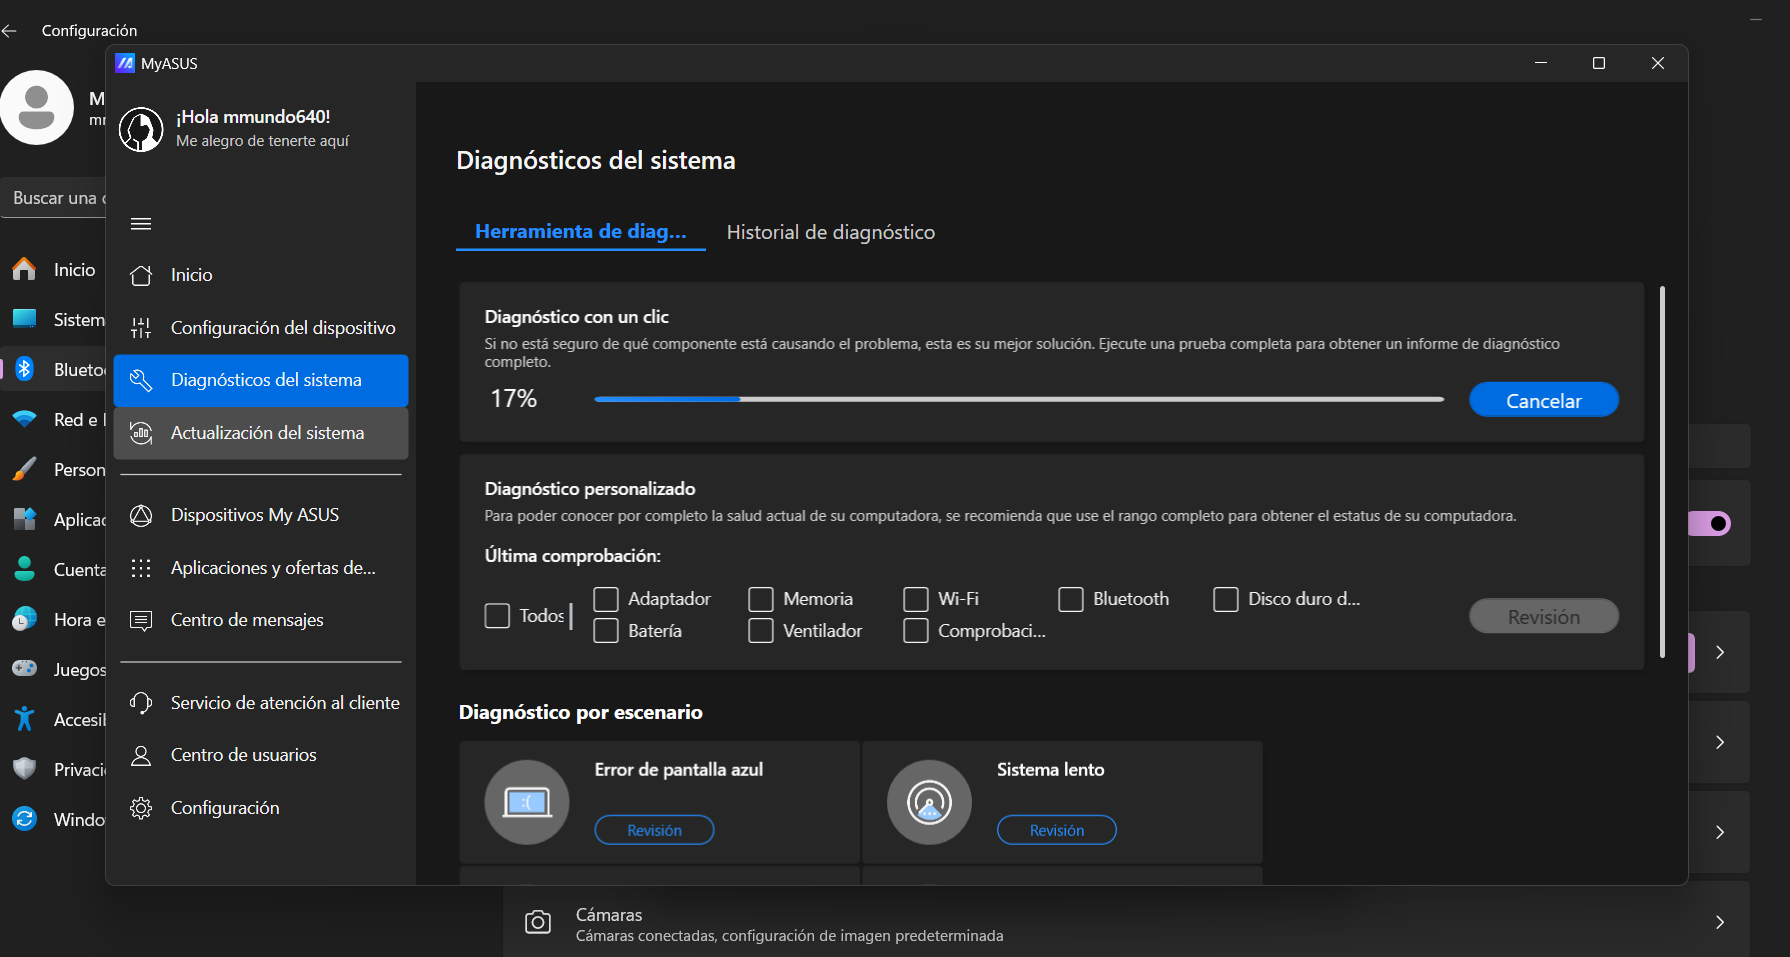 Configuración
MyASUS
M
mr
¡Hola mmundo640!
Me alegro de tenerte aquí
Buscar una c
Inicio
Sistem
Blueto
Red e I
Person
Aplicac
Cuenta
Hora e
Juegos
Accesil
Privaci
Windo
Inicio
Configuración del dispositivo
Diagnósticos del sistema
Actualización del sistema
Dispositivos My ASUS
Aplicaciones y ofertas de...
Centro de mensajes
Servicio de atención al cliente
Centro de usuarios
Configuración
Diagnósticos del sistema
Herramienta de diag...
Historial de diagnóstico
Diagnóstico con un clic
Si no está seguro de qué componente está causando el problema, esta es su mejor solución. Ejecute una prueba completa para obtener un informe de diagnóstico
completo.
17%
Cancelar
Diagnóstico personalizado
Para poder conocer por completo la salud actual de su computadora, se recomienda que use el rango completo para obtener el estatus de su computadora.
Última comprobación:
Todos
Adaptador
Memoria
Wi-Fi
Bluetooth
Disco duro d...
Batería
Ventilador
Comprobaci...
Revisión
Diagnóstico por escenario
Error de pantalla azul
Revisión
Sistema lento
Revisión
Cámaras
Cámaras conectadas, configuración de imagen predeterminada